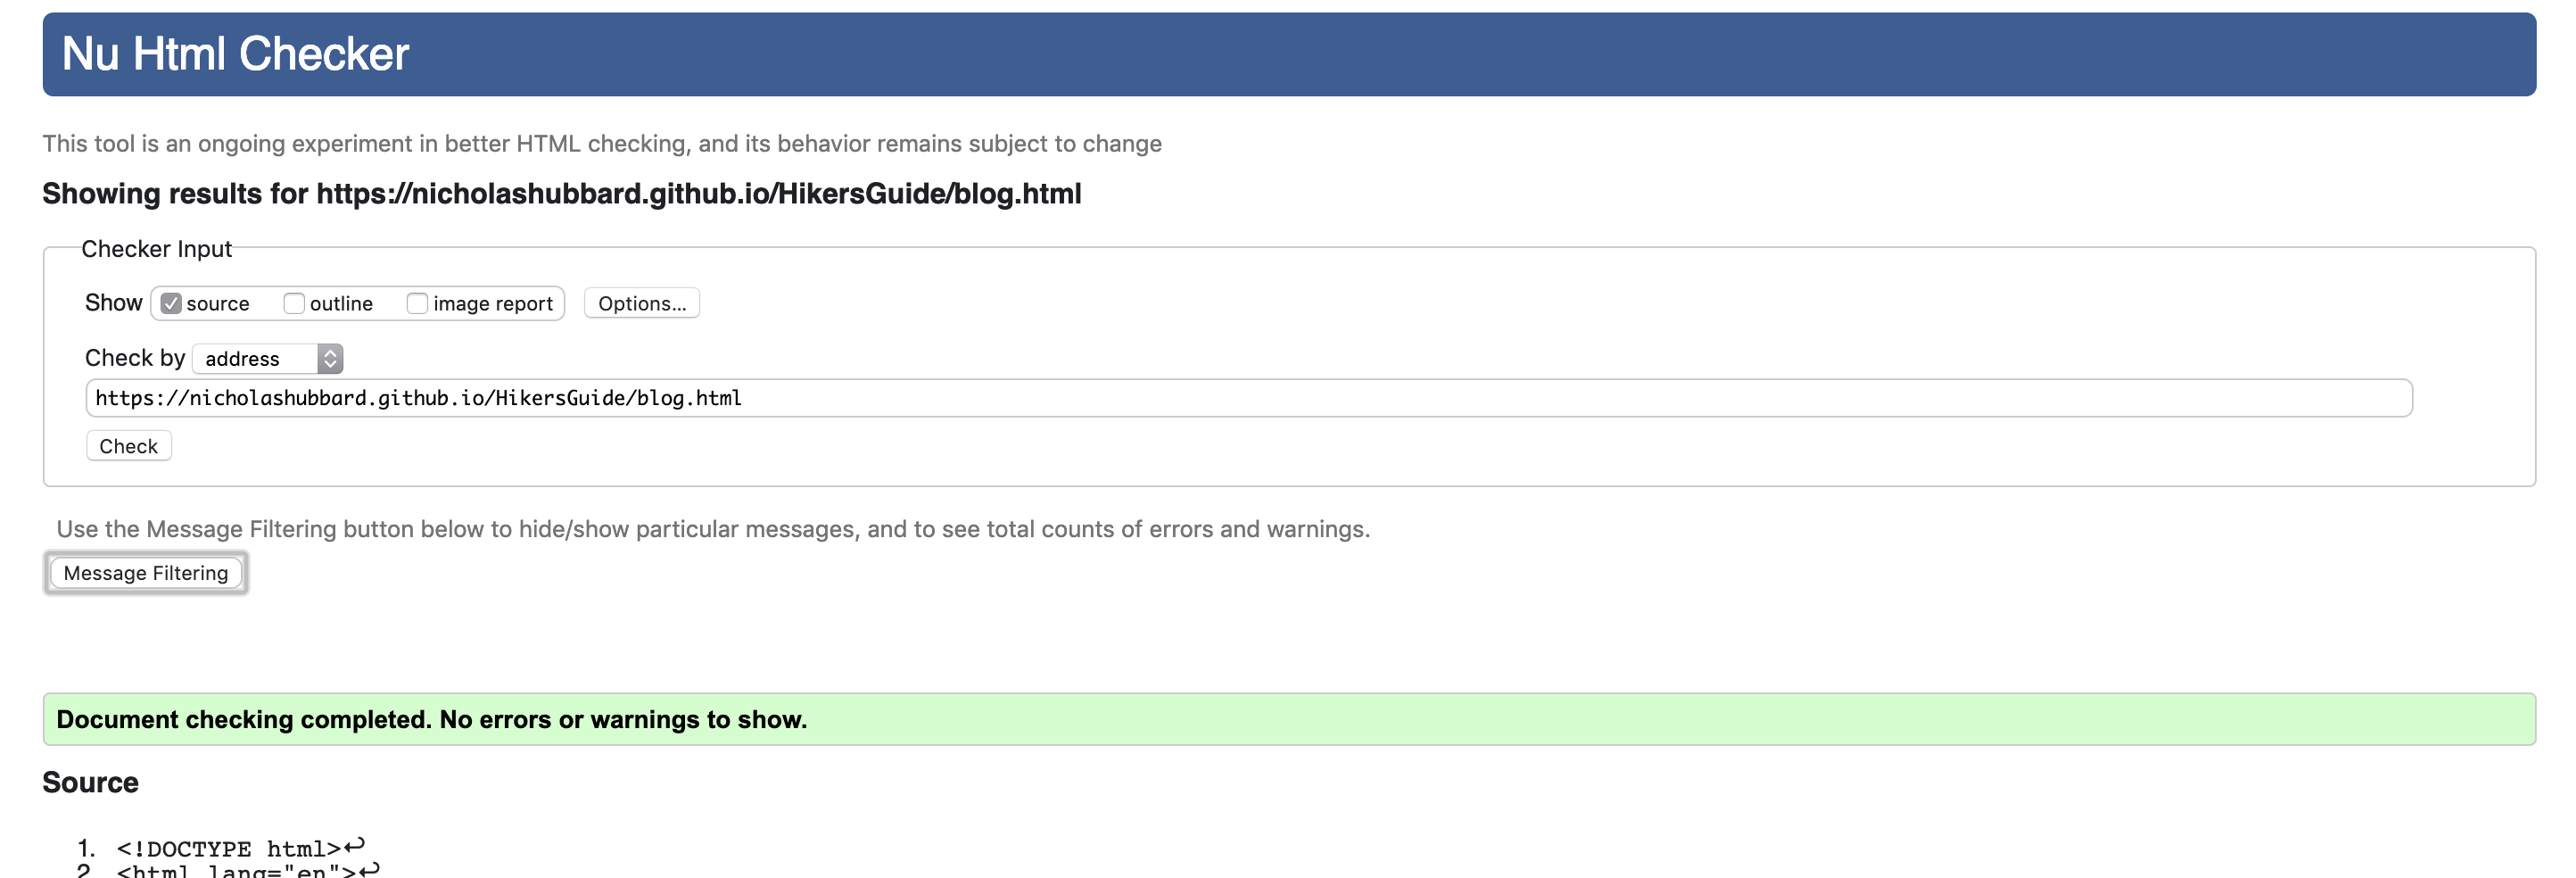 Nu Html Checker
This tool is an ongoing experiment in better HTML checking, and its behavior remains subject to change
Showing results for https://nicholashubbard.github.io/HikersGuide/blog.html
Checker Input
Show source outline image report Options...
Check by address
https://nicholashubbard.github.io/HikersGuide/blog.html
Check
Use the Message Filtering button below to hide/show particular messages, and to see total counts of errors and warnings.
Message Filtering
Document checking completed. No errors or warnings to show.
Source
1. <!DOCTYPE html>↩
2. <html lang="en">↩